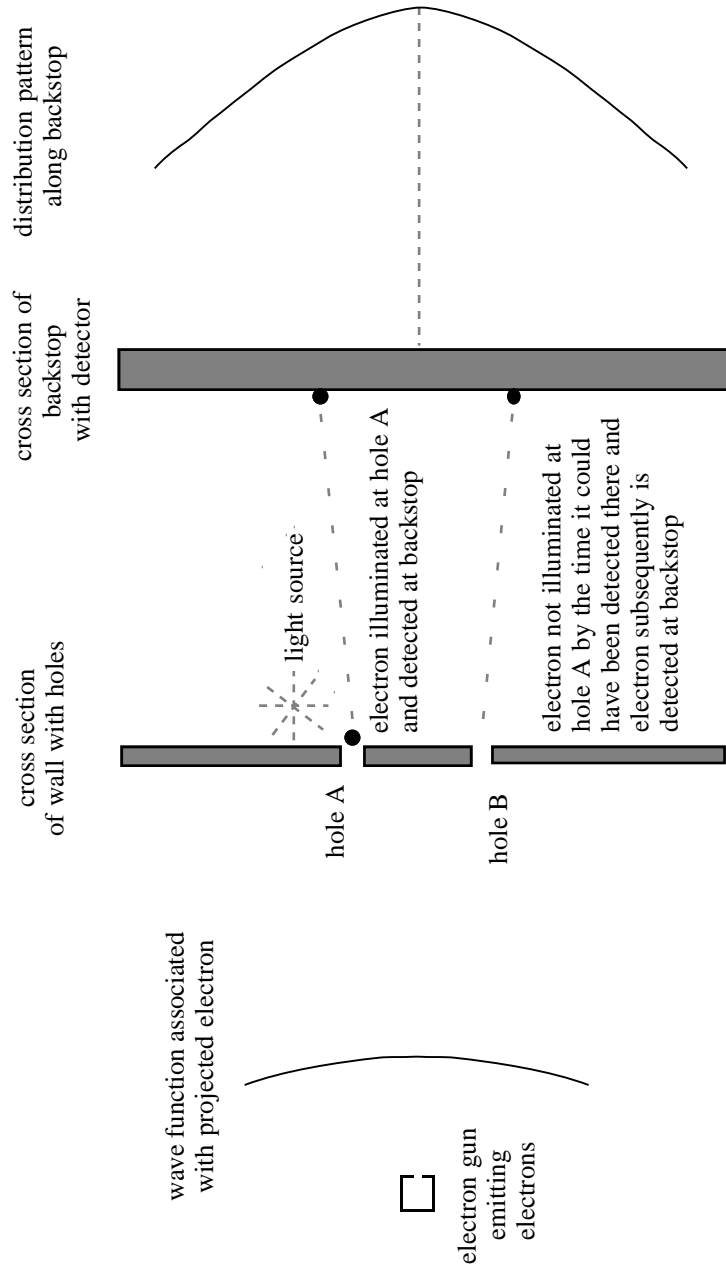 electron gun
emitting
electrons
wave function associated
with projected electron
cross section
of wall with holes
hole A
hole B
light source
electron illuminated at hole A
and detected at backstop
electron not illuminated at
hole A by the time it could
have been detected there and
electron subsequently is
detected at backstop
cross section of
backstop
with detector
distribution pattern
along backstop